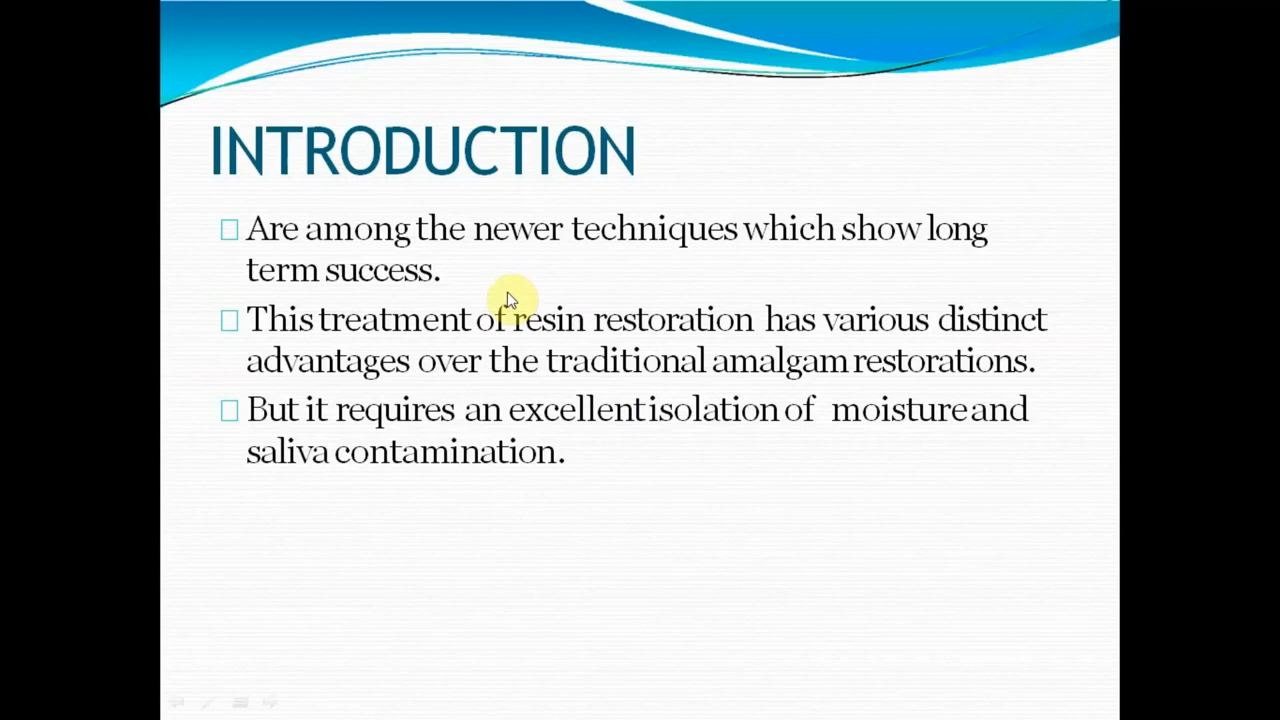 INTRODUCTION
Are among the newer techniques which show long
term success.
This treatment of resin restoration has various distinct
advantages over the traditional amalgam restorations.
But it requires an excellent isolation of moisture and
saliva contamination.